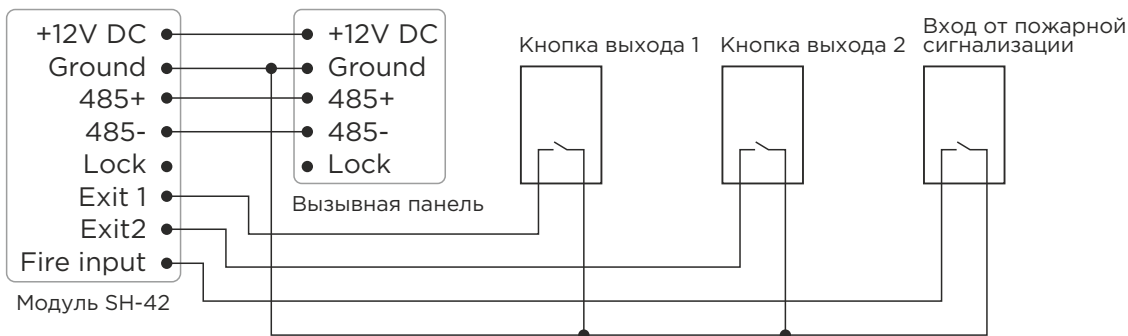 +12V DC
Ground
485+
485-
Lock
Exit 1
Exit2
Fire input
Модуль SH-42
+12V DC
Ground
485+
485-
Lock
Вызывная панель
Кнопка выхода 1
Кнопка выхода 2
Вход от пожарной
сигнализации